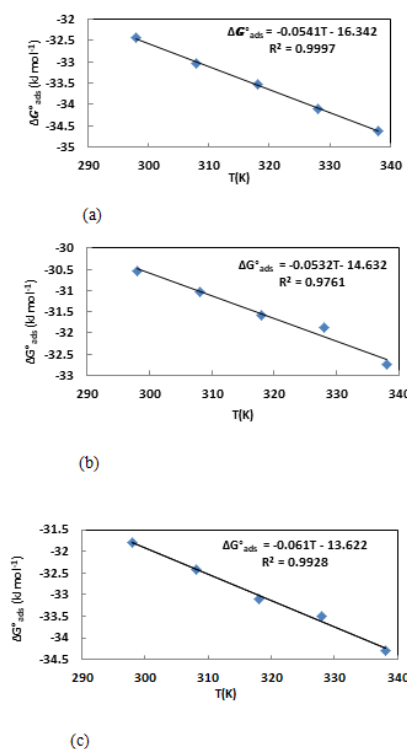 ΔG°ads = -0.0541T - 16.342
R² = 0.9997
-32
-32.5
-33
-33.5
-34
-34.5
-35
ΔG°ads (kJ mol-1)
290 300 310 320 330 340
T(K)
(a)
ΔG°ads = -0.0532T- 14.632
R² = 0.9761
-30
-30.5
-31
-31.5
-32
-32.5
-33
ΔG°ads (kJ mol-1)
290 300 310 320 330 340
T(K)
(b)
ΔG°ads = -0.061T - 13.622
R² = 0.9928
-31.5
-32
-32.5
-33
-33.5
-34
-34.5
ΔG°ads (kJ mol-1)
290 300 310 320 330 340
T(K)
(c)